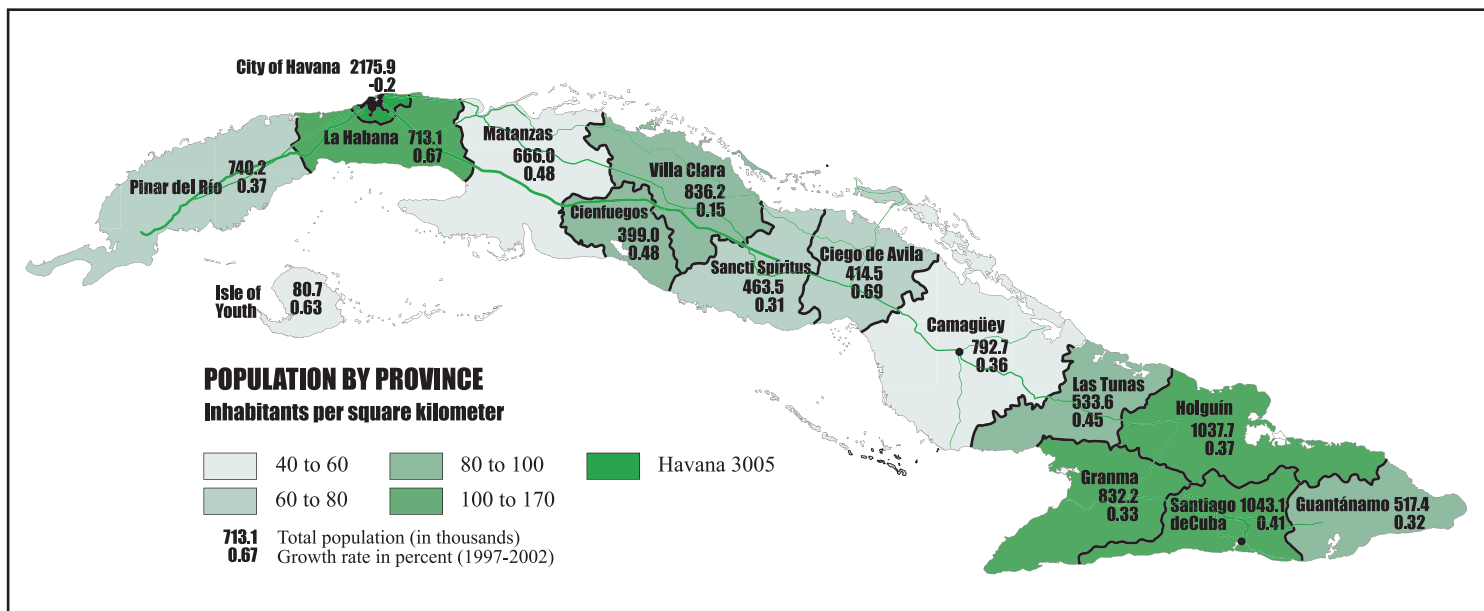 City of Havana 2175.9
-0.2
La Habana 713.1
0.67
Matanzas
666.0
0.48
Villa Clara
836.2
0.15
740.2
Pinar del Río 0.37
Cienfuegos
399.0
0.48
Sancti Spíritus
463.5
0.31
Ciego de Avila
414.5
0.69
Isle of
Youth
80.7
0.63
Camagüey
792.7
0.36
Las Tunas
533.6
0.45
Holguín
1037.7
0.37
Granma
832.2
0.33
Santiago 1043.1
deCuba 0.41
Guantánamo 517.4
0.32
POPULATION BY PROVINCE
Inhabitants per square kilometer
40 to 60
60 to 80
80 to 100
100 to 170
Havana 3005
713.1 Total population (in thousands)
0.67 Growth rate in percent (1997-2002)